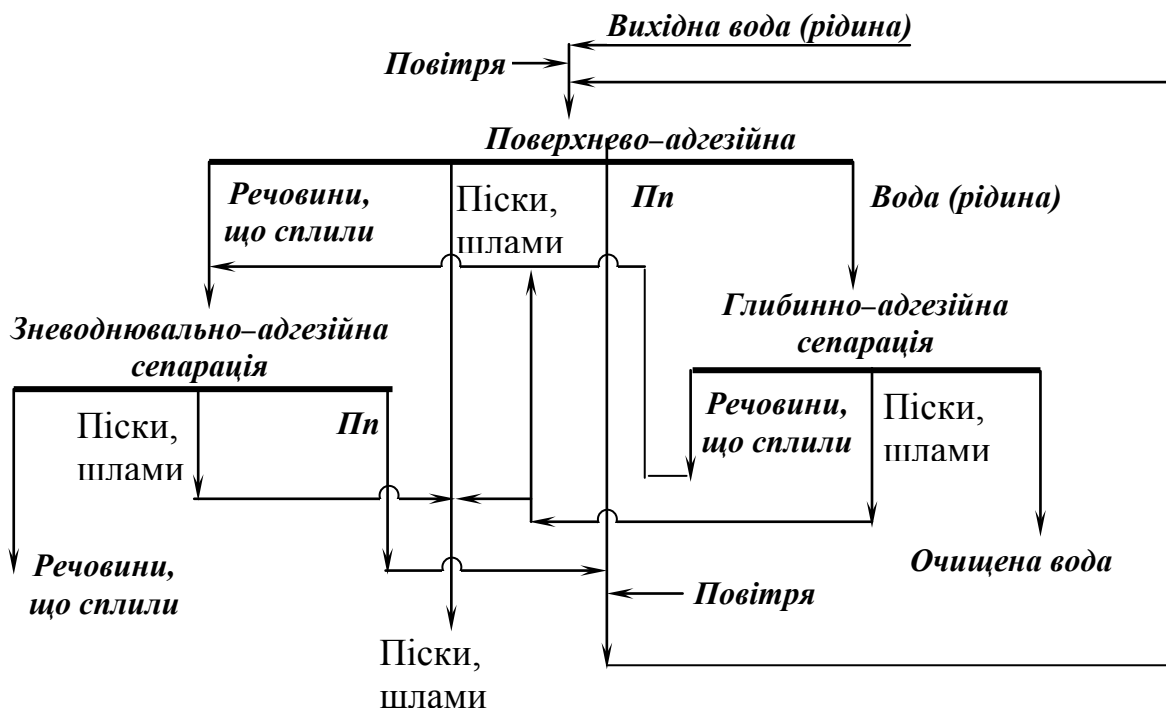 Вихідна вода (рідина)
Повітря
Поверхнево–адгезійна
Речовини,
що сплили
Піски,
шлами
Пп
Вода (рідина)
Зневоднювально–адгезійна
сепарація
Глибинно–адгезійна
сепарація
Піски,
шлами
Пп
Речовини,
що сплили
Піски,
шлами
Речовини,
що сплили
Очищена вода
Повітря
Піски,
шлами